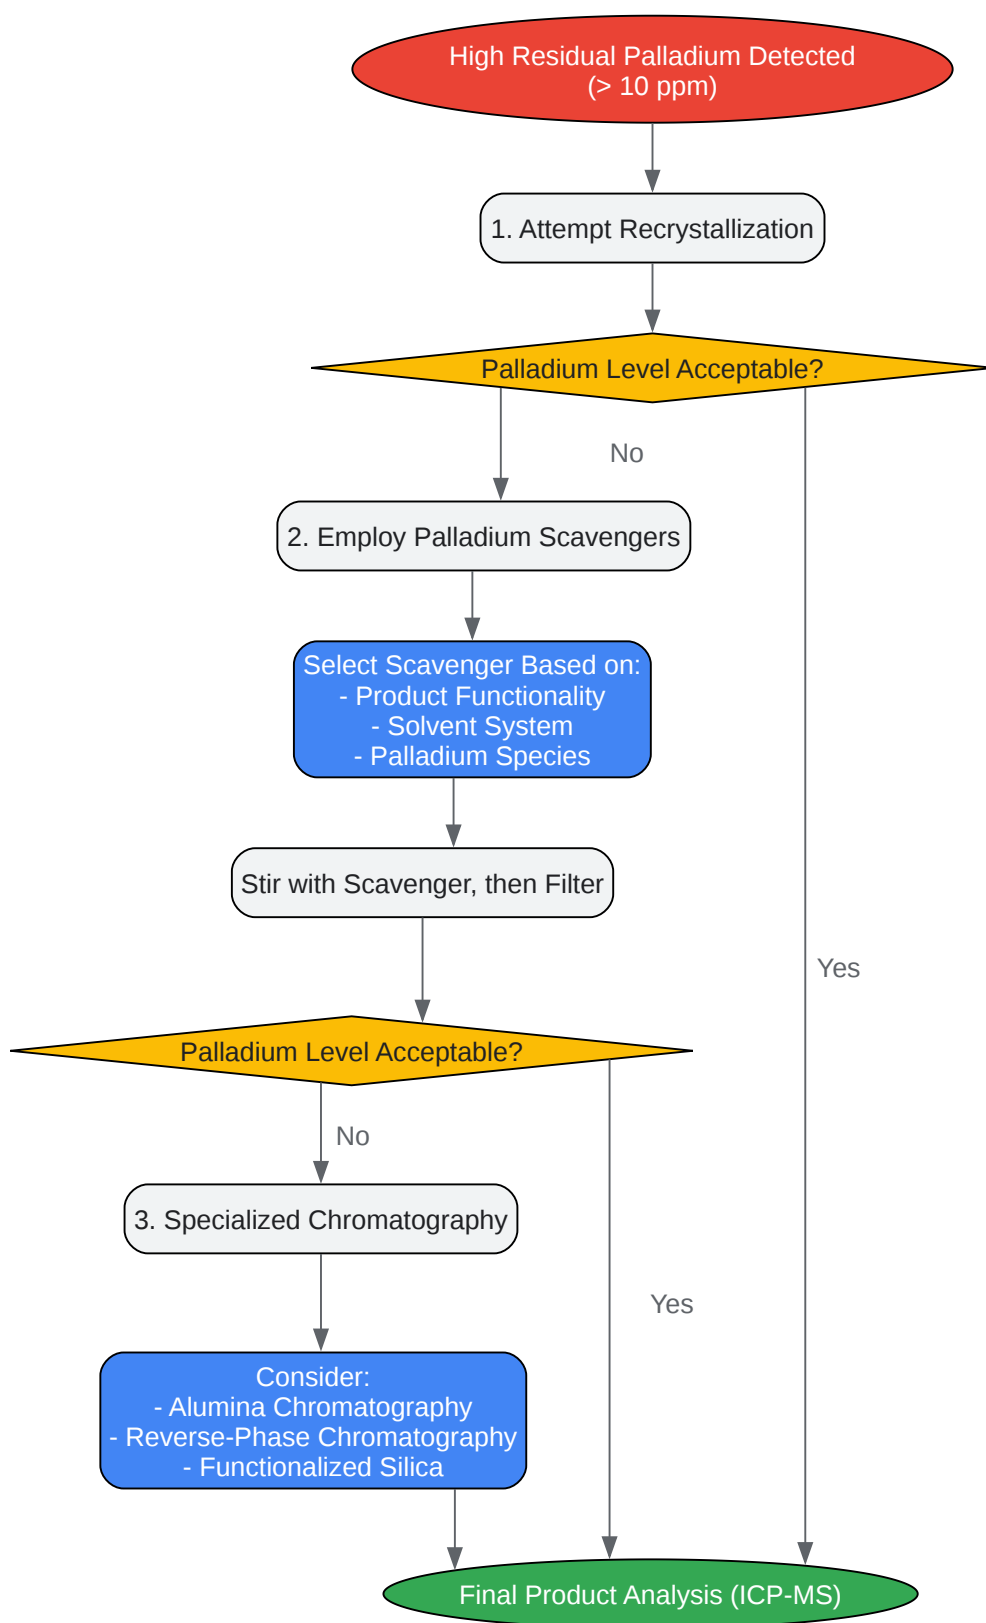 High Residual Palladium Detected
(> 10 ppm)
1. Attempt Recrystallization
Palladium Level Acceptable?
No
2. Employ Palladium Scavengers
Select Scavenger Based on:
- Product Functionality
- Solvent System
- Palladium Species
Stir with Scavenger, then Filter
Yes
Palladium Level Acceptable?
No
3. Specialized Chromatography
Yes
Consider:
- Alumina Chromatography
- Reverse-Phase Chromatography
- Functionalized Silica
Final Product Analysis (ICP-MS)